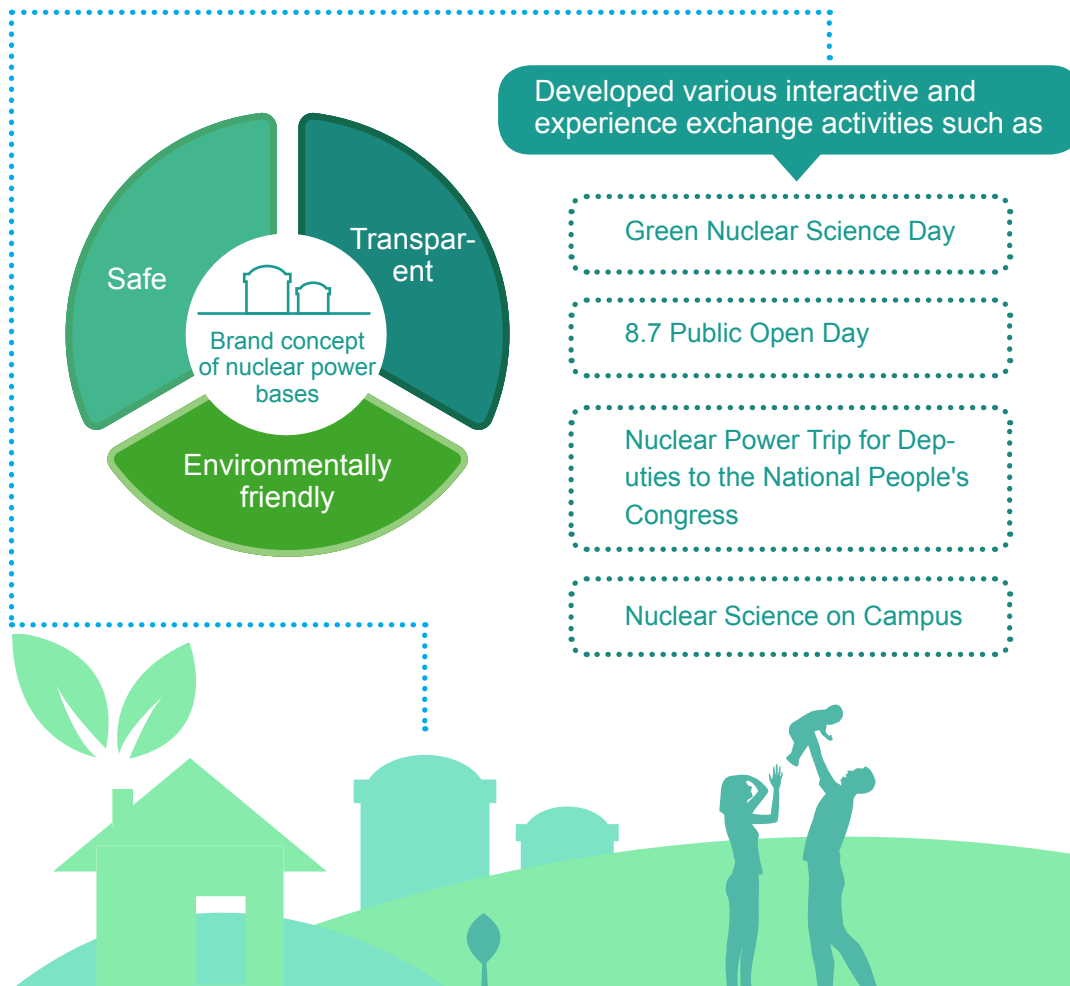 Developed various interactive and
experience exchange activities such as
Safe
Transpar-
ent
Brand concept
of nuclear power
bases
Environmentally
friendly
Green Nuclear Science Day
8.7 Public Open Day
Nuclear Power Trip for Dep-
uties to the National People's
Congress
Nuclear Science on Campus